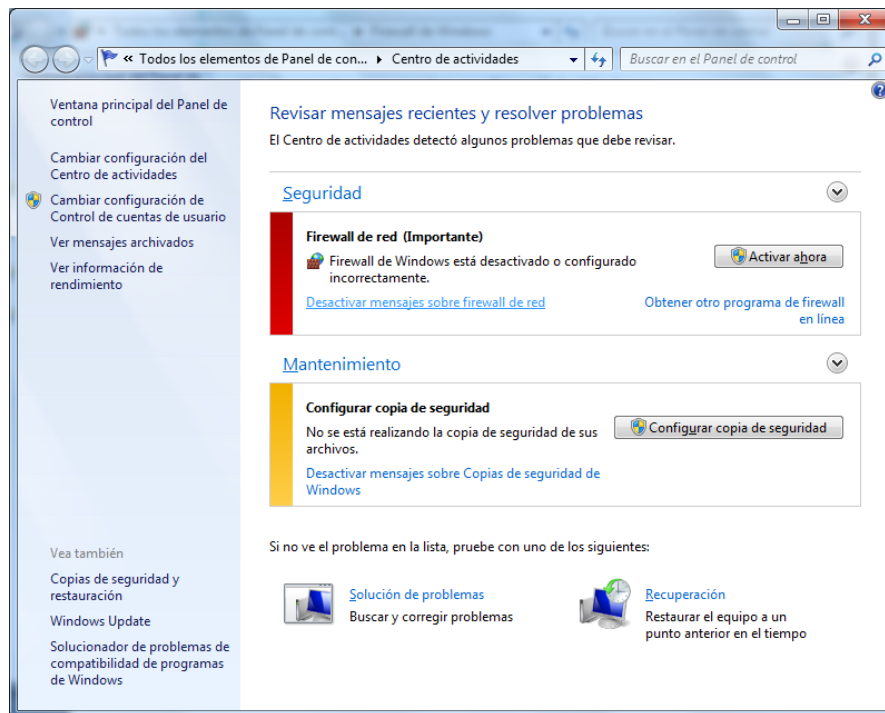 « Todos los elementos de Panel de con... ▸ Centro de actividades
Buscar en el Panel de control
Ventana principal del Panel de
control
Cambiar configuración del
Centro de actividades
Cambiar configuración de
Control de cuentas de usuario
Ver mensajes archivados
Ver información de
rendimiento
Vea también
Copias de seguridad y
restauración
Windows Update
Solucionador de problemas de
compatibilidad de programas
de Windows
Revisar mensajes recientes y resolver problemas
El Centro de actividades detectó algunos problemas que debe revisar.
Seguridad
Firewall de red (Importante)
Firewall de Windows está desactivado o configurado
incorrectamente.
Activar ahora
Desactivar mensajes sobre firewall de red
Obtener otro programa de firewall
en línea
Mantenimiento
Configurar copia de seguridad
No se está realizando la copia de seguridad de sus
archivos.
Configurar copia de seguridad
Desactivar mensajes sobre Copias de seguridad de
Windows
Si no ve el problema en la lista, pruebe con uno de los siguientes:
Solución de problemas
Buscar y corregir problemas
Recuperación
Restaurar el equipo a un
punto anterior en el tiempo